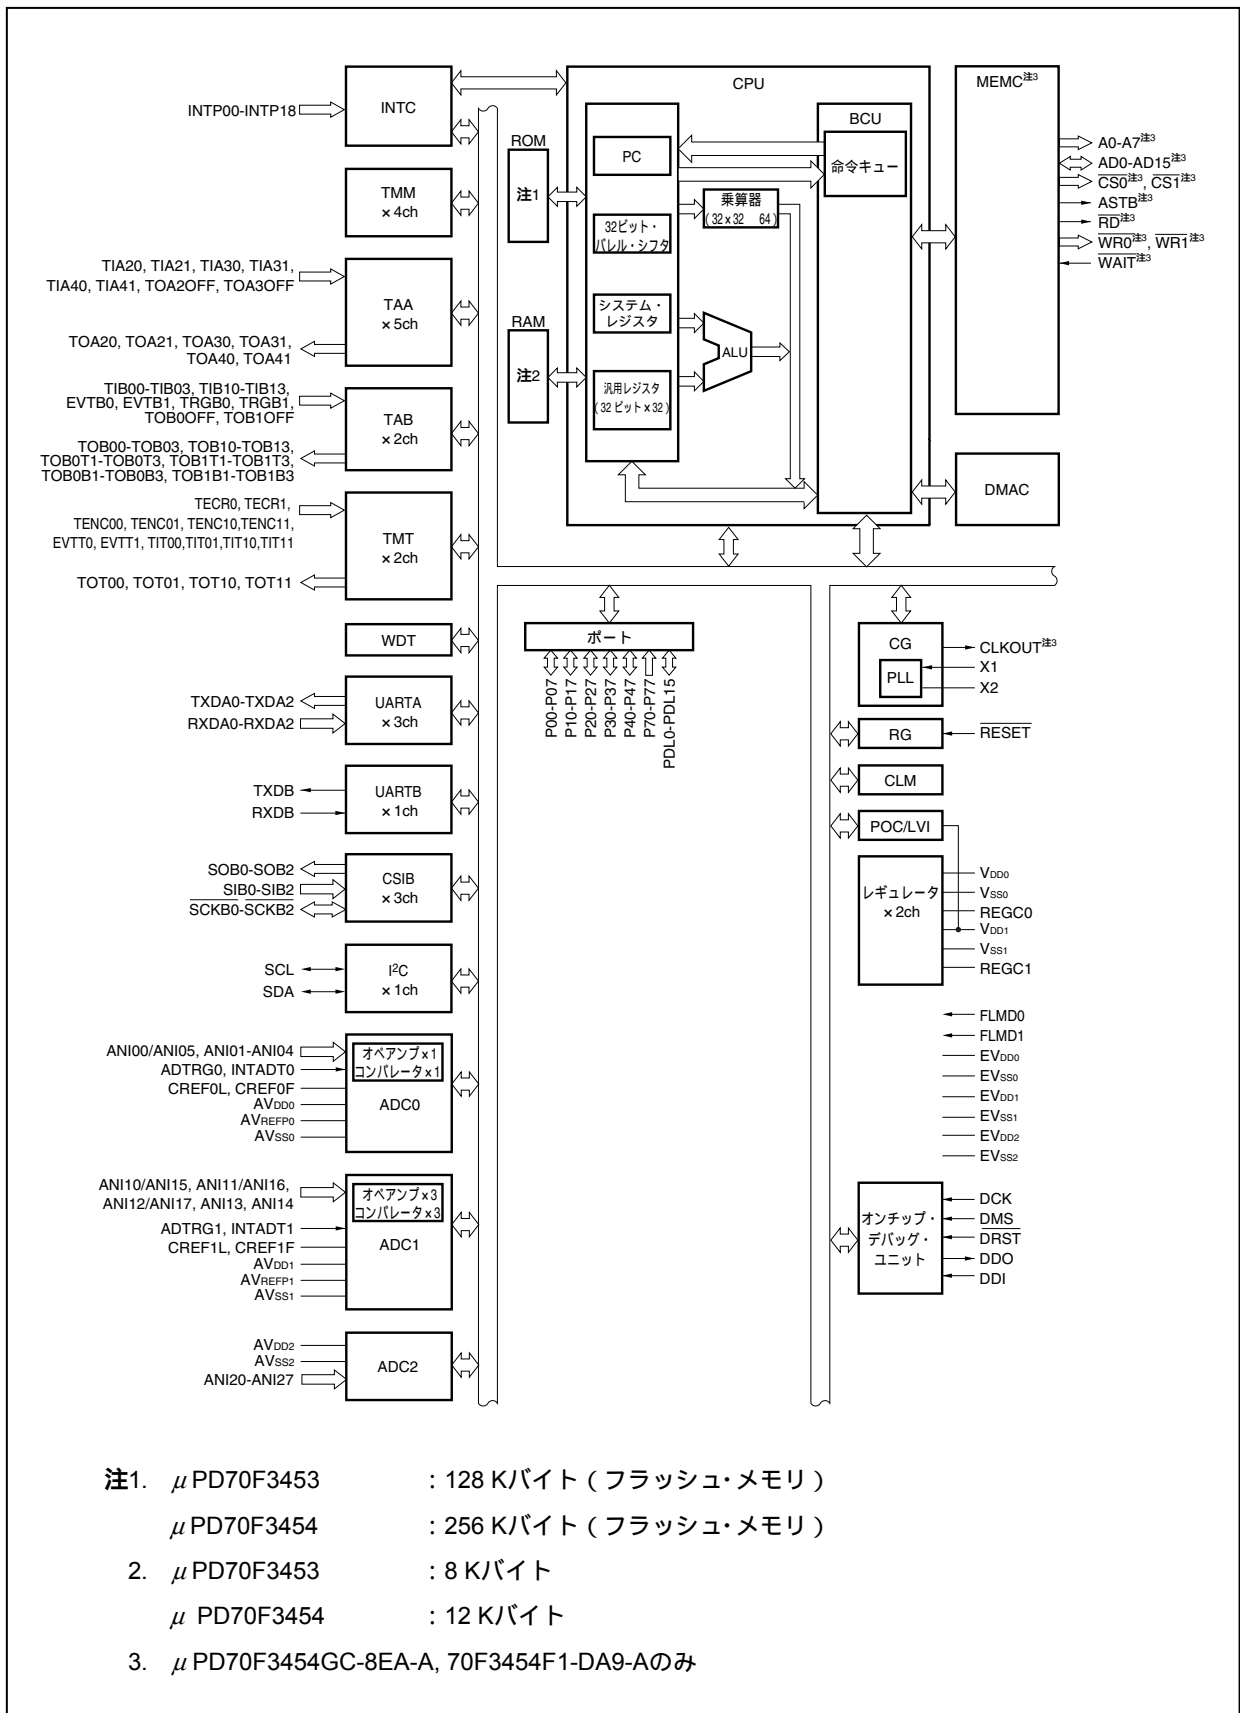 INTP00-INTP18
INTC
TMM
×4ch
TIA20, TIA21, TIA30, TIA31,
TIA40, TIA41, TOA2OFF, TOA3OFF
TAA
×5ch
TOA20, TOA21, TOA30, TOA31,
TOA40, TOA41
TIB00-TIB03, TIB10-TIB13,
EVTB0, EVTB1, TRGB0, TRGB1,
TOB0OFF, TOB1OFF
TAB
×2ch
TOB00-TOB03, TOB10-TOB13,
TOB0T1-TOB0T3, TOB1T1-TOB1T3,
TOB0B1-TOB0B3, TOB1B1-TOB1B3
TECR0, TECR1,
TENC00, TENC01, TENC10,TENC11,
EVTT0, EVTT1, TIT00,TIT01,TIT10,TIT11
TMT
×2ch
TOT00, TOT01, TOT10, TOT11
WDT
TXDA0-TXDA2
RXDA0-RXDA2
UARTA
×3ch
TXDB
RXDB
UARTB
×1ch
SOB0-SOB2
SIB0-SIB2
SCKB0-SCKB2
CSIB
×3ch
SCL
SDA
I²C
×1ch
ANI00/ANI05, ANI01-ANI04
ADTRG0, INTADT0
CREF0L, CREF0F
AVDD0
AVREFP0
AVSS0
オペアンプ×1
コンパレータ×1
ADC0
ANI10/ANI15, ANI11/ANI16,
ANI12/ANI17, ANI13, ANI14
ADTRG1, INTADT1
CREF1L, CREF1F
AVDD1
AVREFP1
AVSS1
オペアンプ×3
コンパレータ×3
ADC1
AVDD2
AVSS2
ANI20-ANI27
ADC2
ROM
注1
RAM
注2
CPU
PC
32ビット・
バレル・シフタ
システム・
レジスタ
汎用レジスタ
(32 ビット×32)
乗算器
(32×32 64)
ALU
BCU
命令キュー
MEMC注3
A0-A7注3
AD0-AD15注3
CS0注3, CS1注3
ASTB注3
RD注3
WR0注3, WR1注3
WAIT注3
DMAC
ポート
P00-P07
P10-P17
P20-P27
P30-P37
P40-P47
P70-P77
PDL0-PDL15
CG
PLL
CLKOUT注3
X1
X2
RG
RESET
CLM
POC/LVI
レギュレータ
×2ch
VDD0
VSS0
REGC0
VDD1
VSS1
REGC1
FLMD0
FLMD1
EVDD0
EVSS0
EVDD1
EVSS1
EVDD2
EVSS2
オンチップ・
デバッグ・
ユニット
DCK
DMS
DRST
DDO
DDI
注1. μPD70F3453 : 128 Kバイト（フラッシュ・メモリ）
μPD70F3454 : 256 Kバイト（フラッシュ・メモリ）
2. μPD70F3453 : 8 Kバイト
μ PD70F3454 : 12 Kバイト
3. μPD70F3454GC-8EA-A, 70F3454F1-DA9-Aのみ